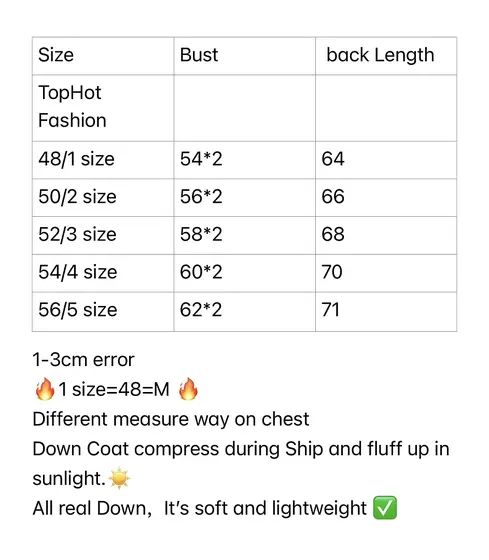 Size Bust back Length
TopHot
Fashion
48/1 size 54*2 64
50/2 size 56*2 66
52/3 size 58*2 68
54/4 size 60*2 70
56/5 size 62*2 71
1-3cm error
🔥1 size=48=M 🔥
Different measure way on chest
Down Coat compress during Ship and fluff up in
sunlight.☀️
All real Down，It's soft and lightweight ✅